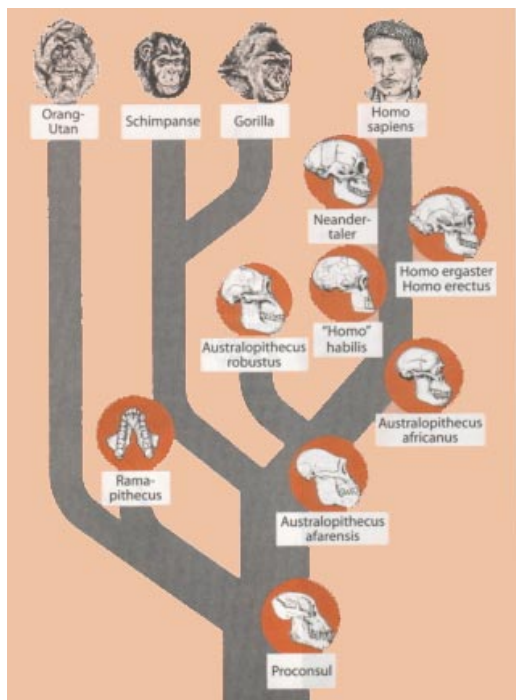 Orang-
Utan
Schimpanse
Gorilla
Homo
sapiens
Neander-
taler
Homo ergaster
Homo erectus
Australopithecus
robustus
"Homo"
habilis
Australopithecus
africanus
Rama-
pithecus
Australopithecus
afarensis
Proconsul